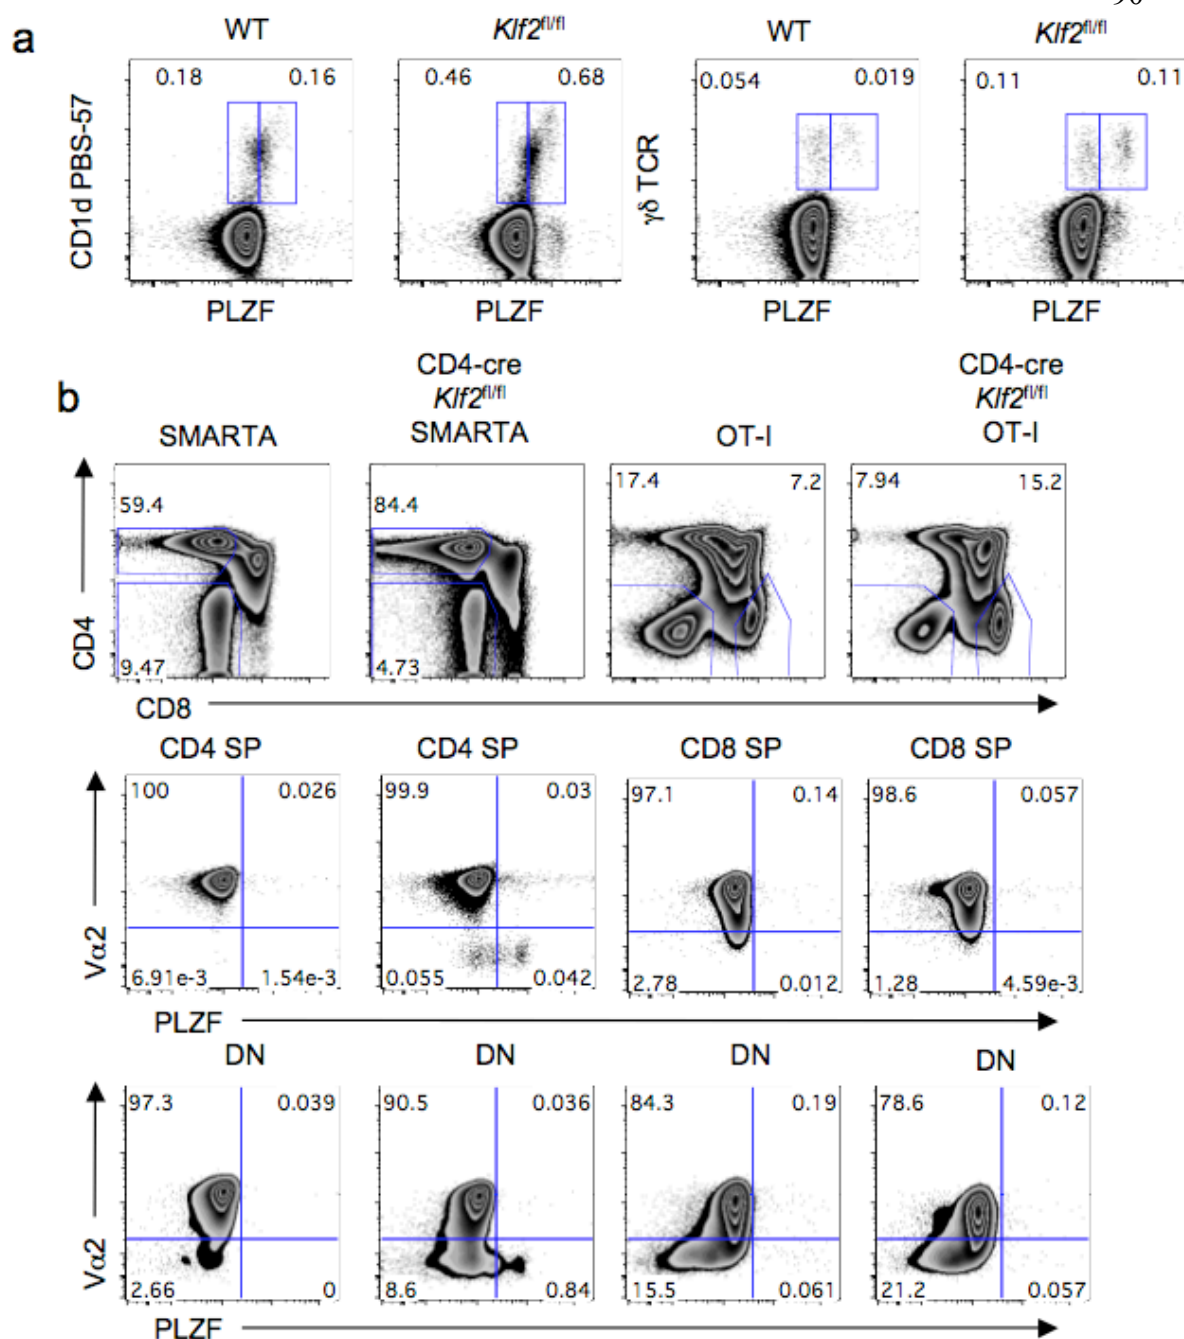 a
WT Klf2fl/fl WT Klf2fl/fl
0.18 0.16 0.46 0.68 0.054 0.019 0.11 0.11
CD1d PBS-57
γδ TCR
PLZF PLZF PLZF PLZF
b
CD4-cre CD4-cre
Klf2fl/fl Klf2fl/fl
SMARTA SMARTA OT-I OT-I
17.4 7.2 7.94 15.2
59.4 84.4
CD4
9.47 4.73
CD8
CD4 SP CD4 SP CD8 SP CD8 SP
100 0.026 99.9 0.03 97.1 0.14 98.6 0.057
Vα2
6.91e-3 1.54e-3 0.055 0.042 2.78 0.012 1.28 4.59e-3
PLZF
DN DN DN DN
97.3 0.039 90.5 0.036 84.3 0.19 78.6 0.12
Vα2
2.66 0 8.6 0.84 15.5 0.061 21.2 0.057
PLZF